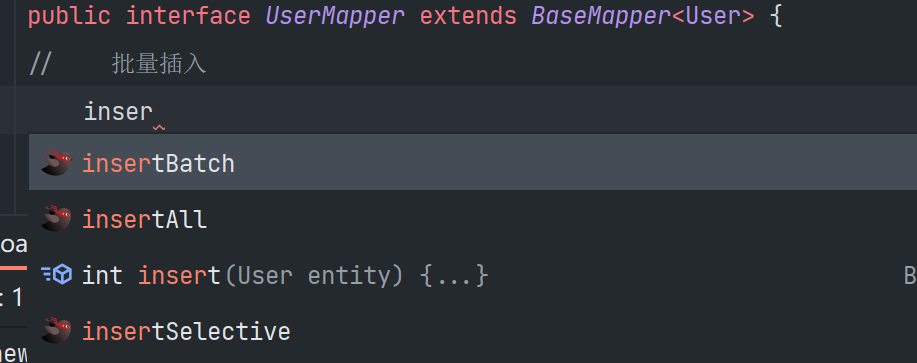 public interface UserMapper extends BaseMapper<User> {
// 批量插入
inser
insertBatch
insertAll
oa
int insert(User entity) {...} B
: 1
insertSelective
new